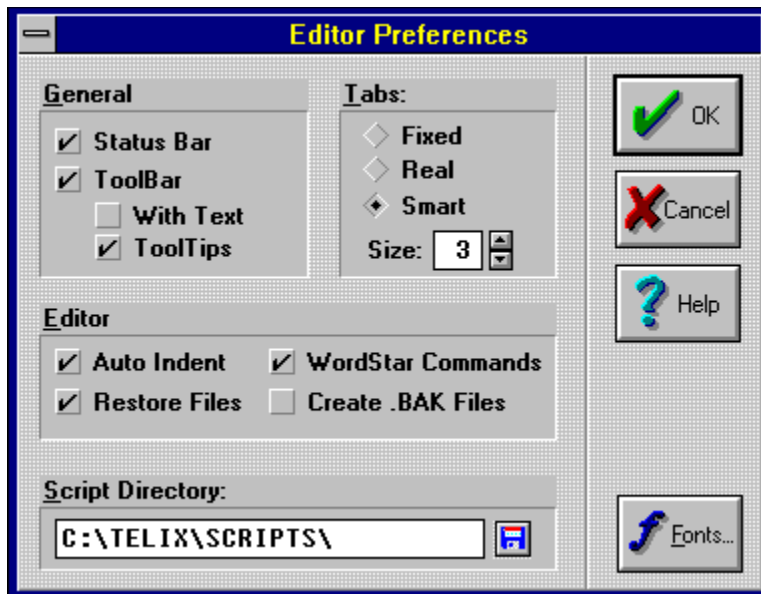 Editor Preferences
General
Status Bar
ToolBar
With Text
ToolTips
Tabs:
Fixed
Real
Smart
Size: 3
Editor
Auto Indent WordStar Commands
Restore Files Create .BAK Files
Script Directory:
C:\TELIX\SCRIPTS\
OK
Cancel
Help
Fonts...